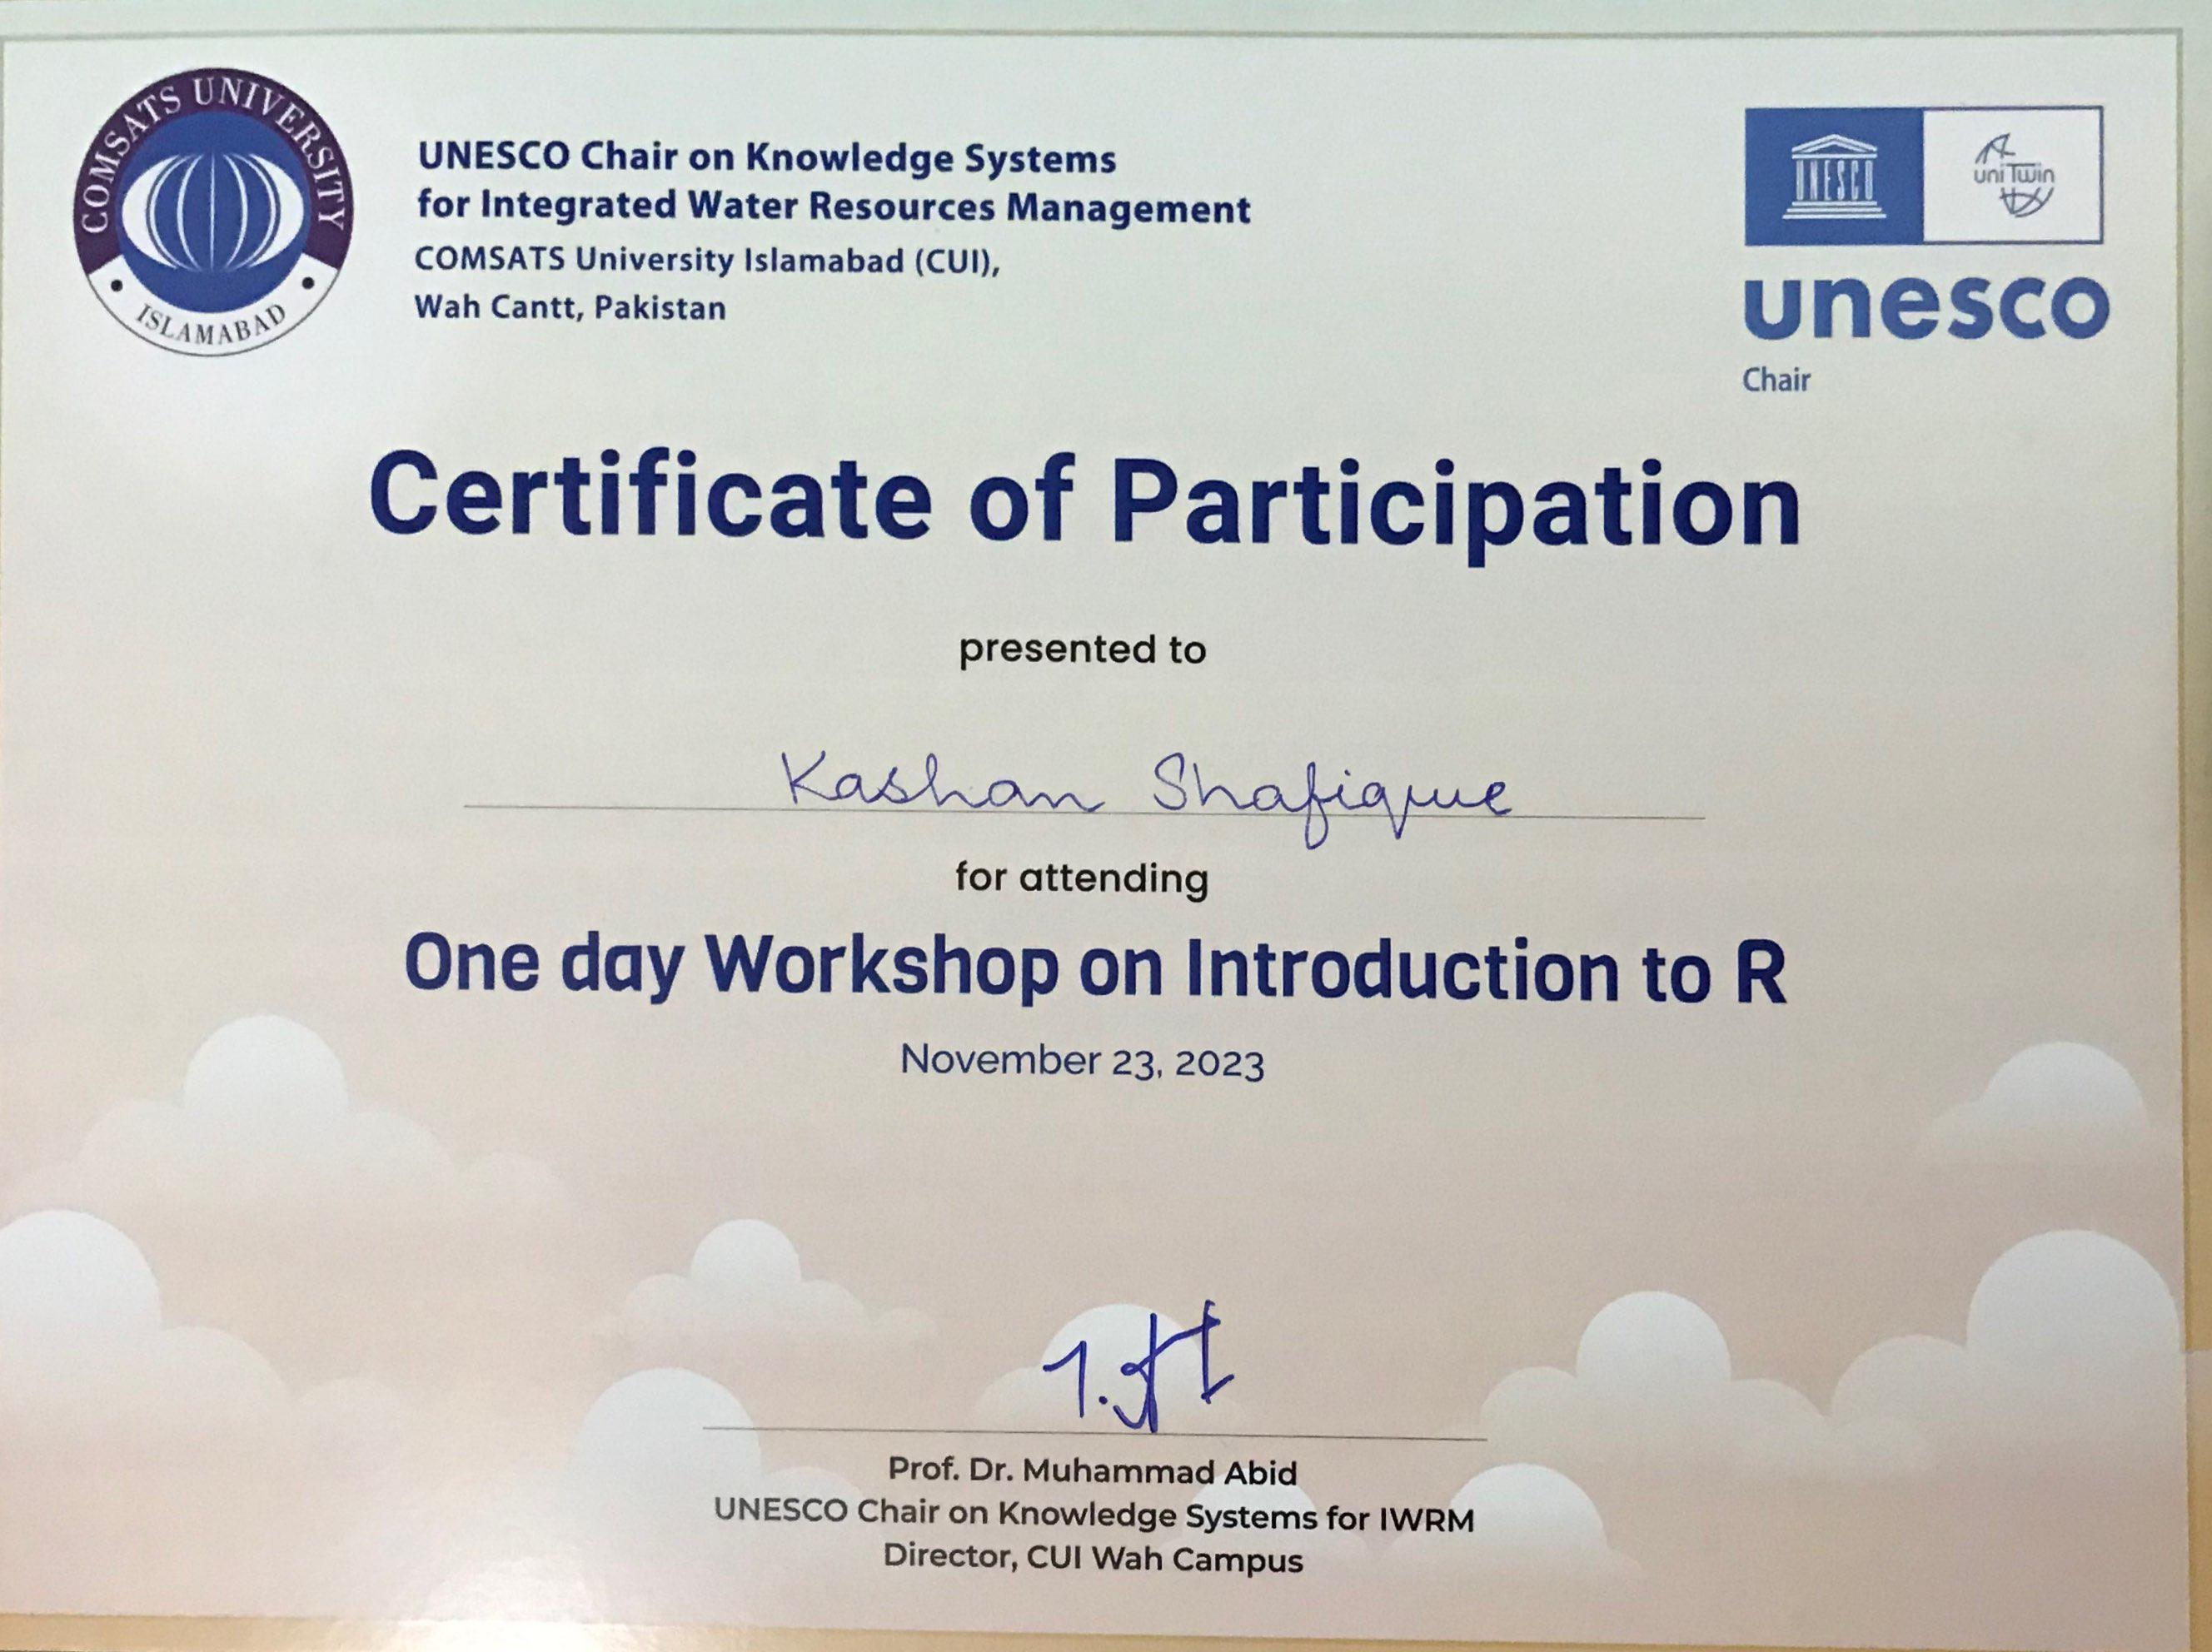 COMSATS UNIVERSITY
ISLAMABAD
UNESCO Chair on Knowledge Systems
for Integrated Water Resources Management
COMSATS University Islamabad (CUI),
Wah Cantt, Pakistan
UNESCO
uniTwin
unesco
Chair
Certificate of Participation
presented to
Kashan Shafique
for attending
One day Workshop on Introduction to R
November 23, 2023
Prof. Dr. Muhammad Abid
UNESCO Chair on Knowledge Systems for IWRM
Director, CUI Wah Campus